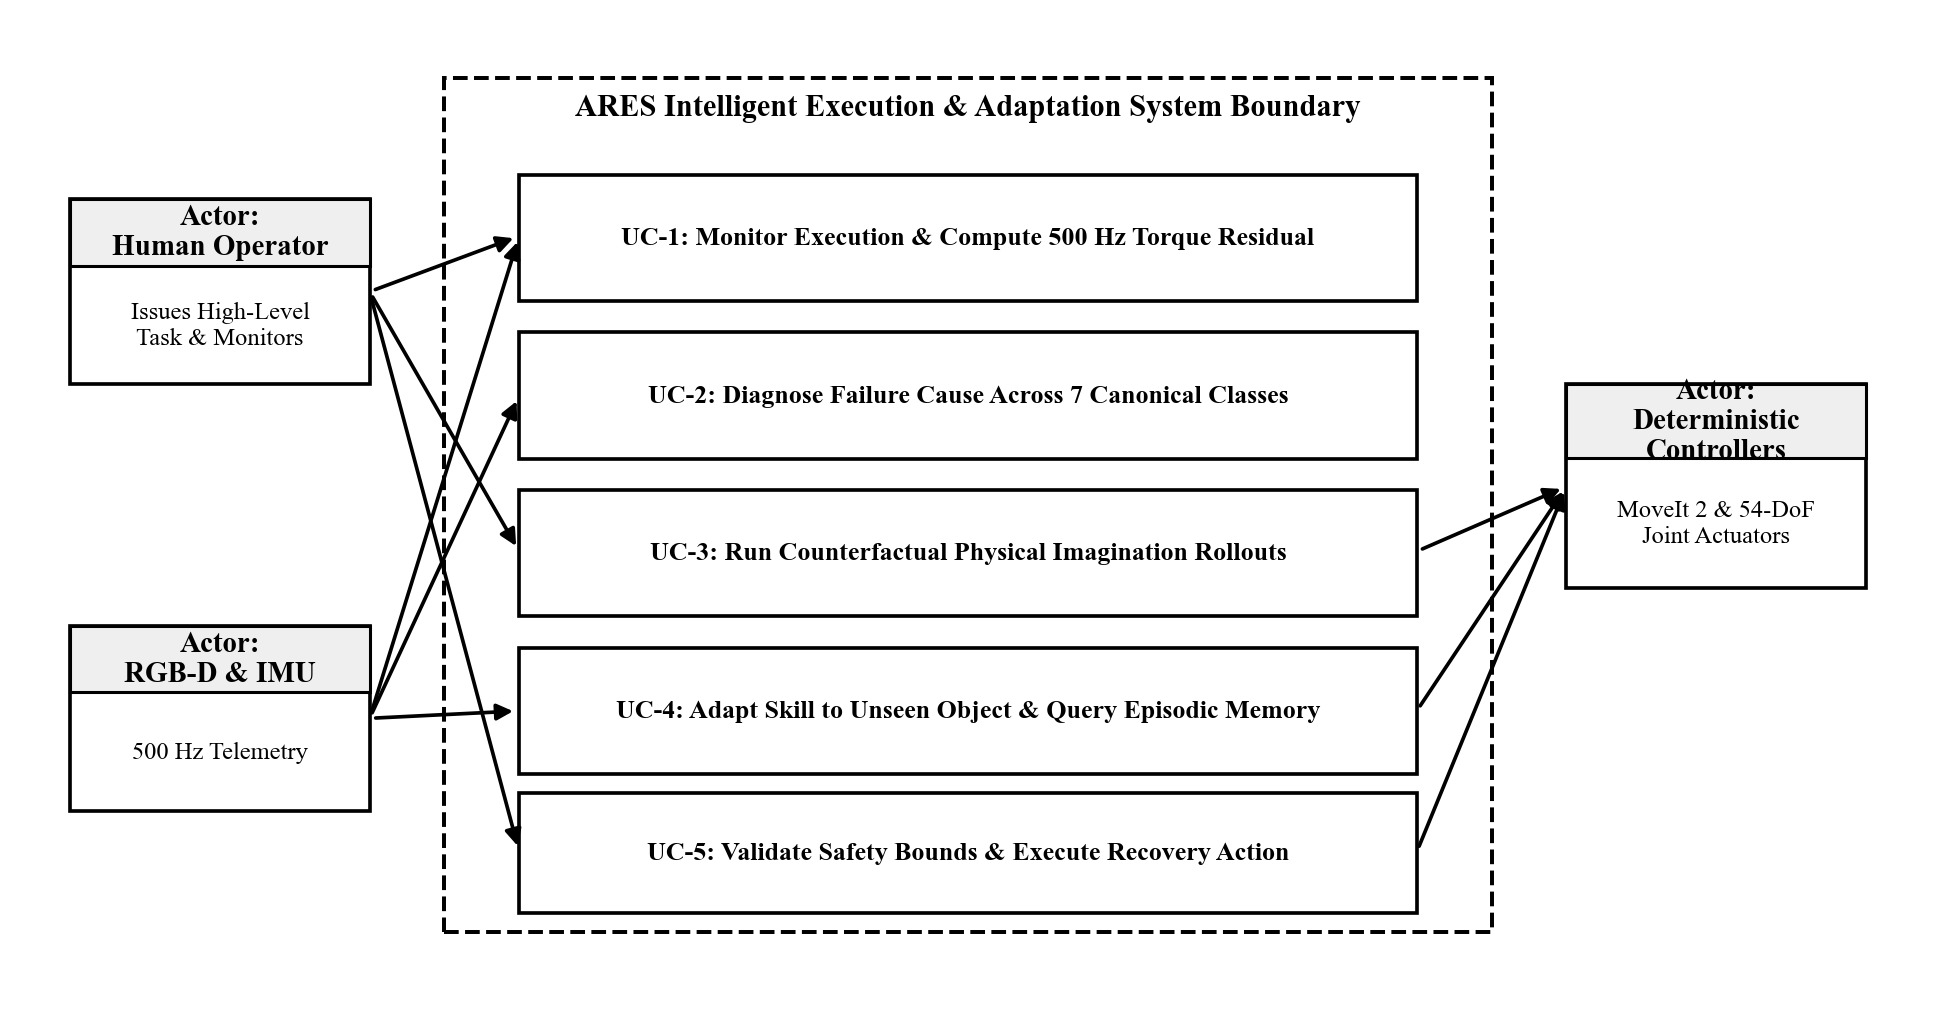 ARES Intelligent Execution & Adaptation System Boundary
Actor:
Human Operator
Issues High-Level
Task & Monitors
Actor:
RGB-D & IMU
500 Hz Telemetry
UC-1: Monitor Execution & Compute 500 Hz Torque Residual
UC-2: Diagnose Failure Cause Across 7 Canonical Classes
UC-3: Run Counterfactual Physical Imagination Rollouts
UC-4: Adapt Skill to Unseen Object & Query Episodic Memory
UC-5: Validate Safety Bounds & Execute Recovery Action
Actor:
Deterministic
Controllers
MoveIt 2 & 54-DoF
Joint Actuators